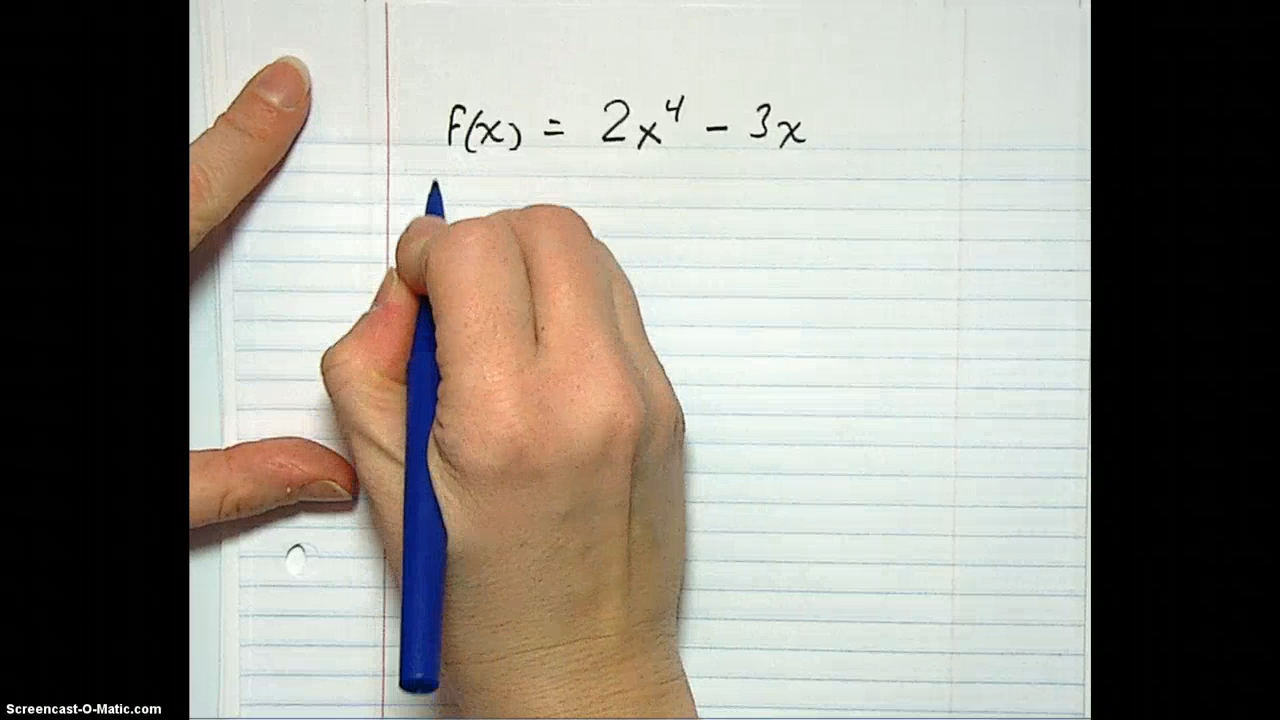 f(x) = 2x⁴ - 3x
Screencast-O-Matic.com